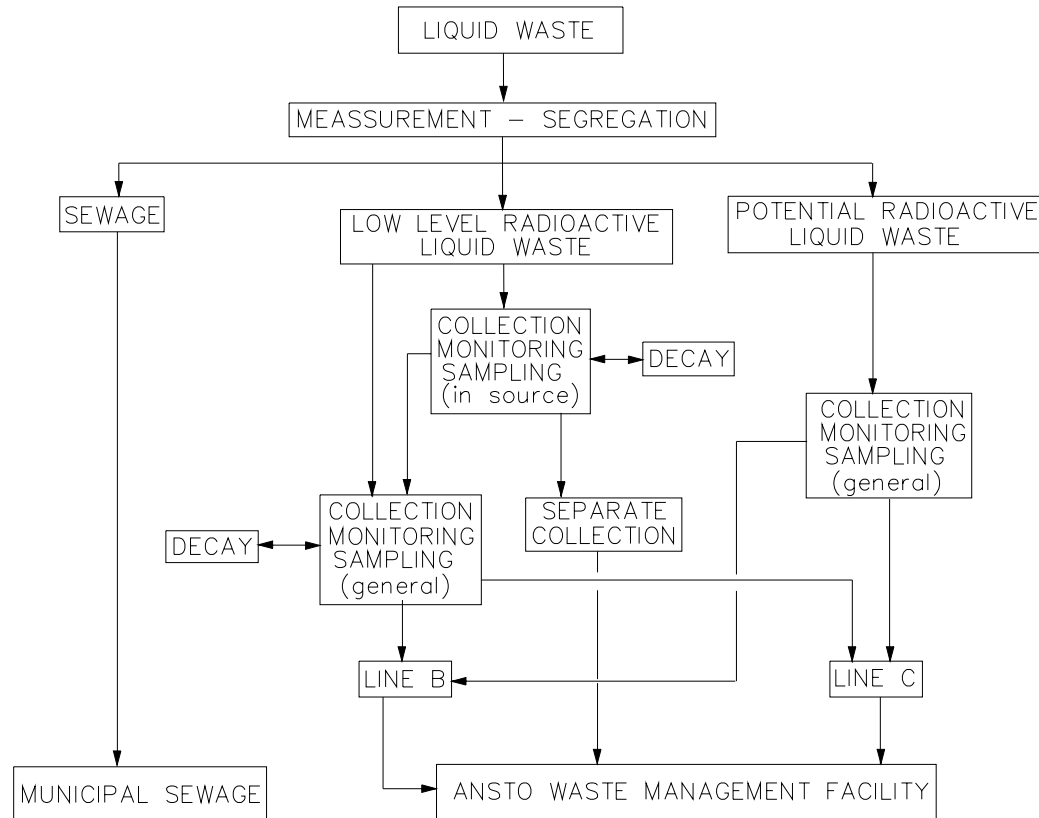 LIQUID WASTE
MEASSUREMENT – SEGREGATION
SEWAGE
LOW LEVEL RADIOACTIVE
LIQUID WASTE
POTENTIAL RADIOACTIVE
LIQUID WASTE
COLLECTION
MONITORING
SAMPLING
(in source)
DECAY
COLLECTION
MONITORING
SAMPLING
(general)
DECAY
COLLECTION
MONITORING
SAMPLING
(general)
SEPARATE
COLLECTION
LINE B
LINE C
MUNICIPAL SEWAGE
ANSTO WASTE MANAGEMENT FACILITY